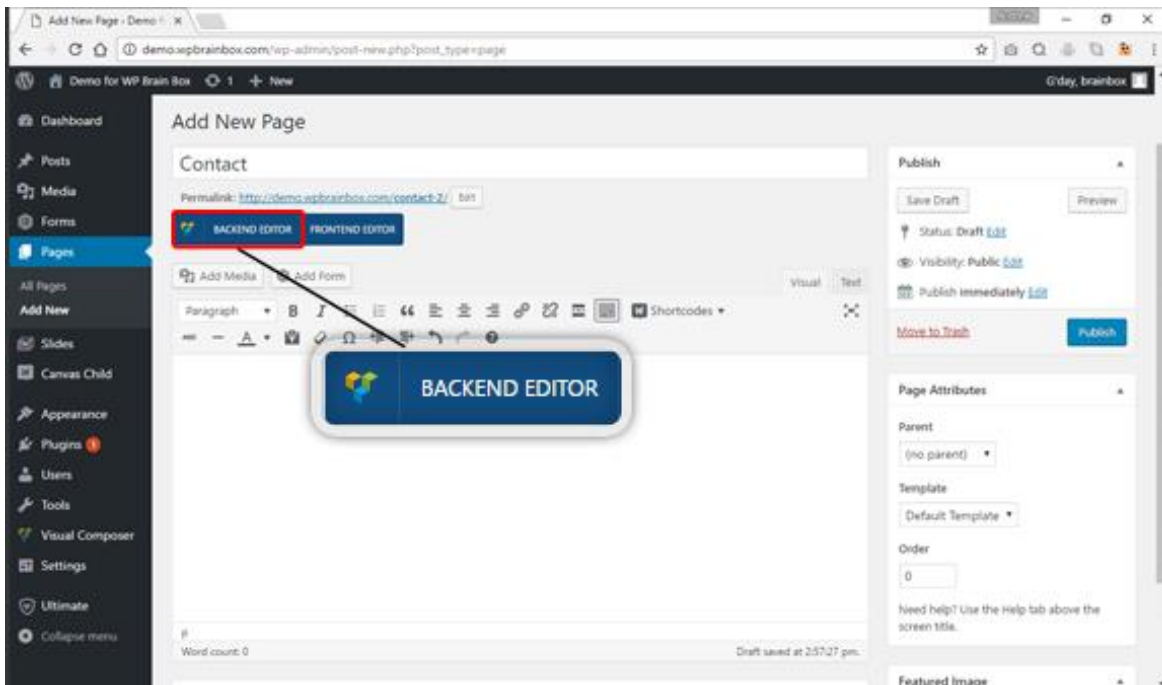 Add New Page ‹ Demo
demo.wpbrainbox.com/wp-admin/post-new.php?post_type=page
Demo for WP Brain Box 1 + New G'day, brainbox
Dashboard
Posts
Media
Forms
Pages
All Pages
Add New
Slides
Canvas Child
Appearance
Plugins 1
Users
Tools
Visual Composer
Settings
Ultimate
Collapse menu
Add New Page
Contact
Permalink: http://demo.wpbrainbox.com/contact-2/ Edit
BACKEND EDITOR FRONTEND EDITOR
Add Media Add Form Visual Text
Paragraph B I Shortcodes
BACKEND EDITOR
p
Word count: 0 Draft saved at 2:57:27 pm.
Publish
Save Draft Preview
Status: Draft Edit
Visibility: Public Edit
Publish immediately Edit
Move to Trash Publish
Page Attributes
Parent
(no parent)
Template
Default Template
Order
0
Need help? Use the Help tab above the
screen title.
Featured Image